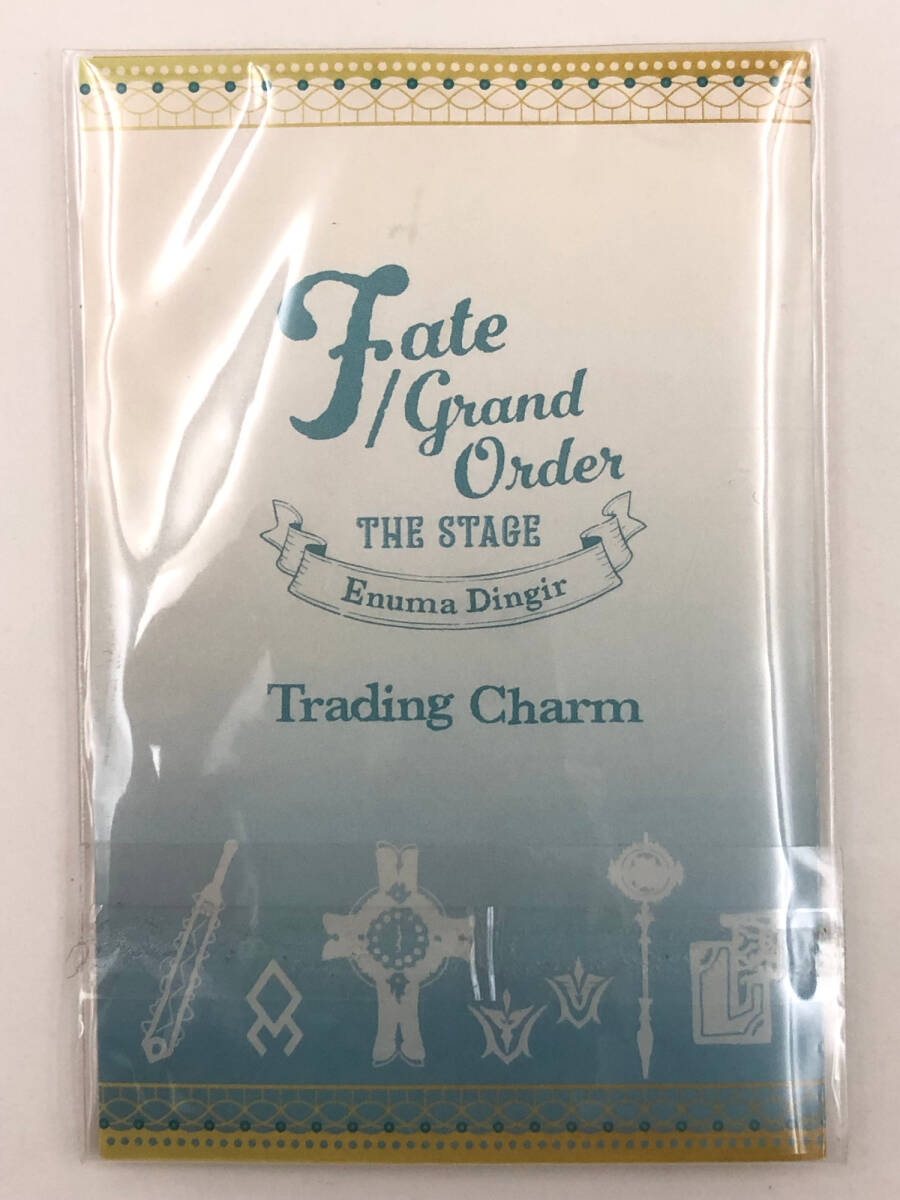 Fate
/Grand
Order
THE STAGE
Enuma Dingir
Trading Charm